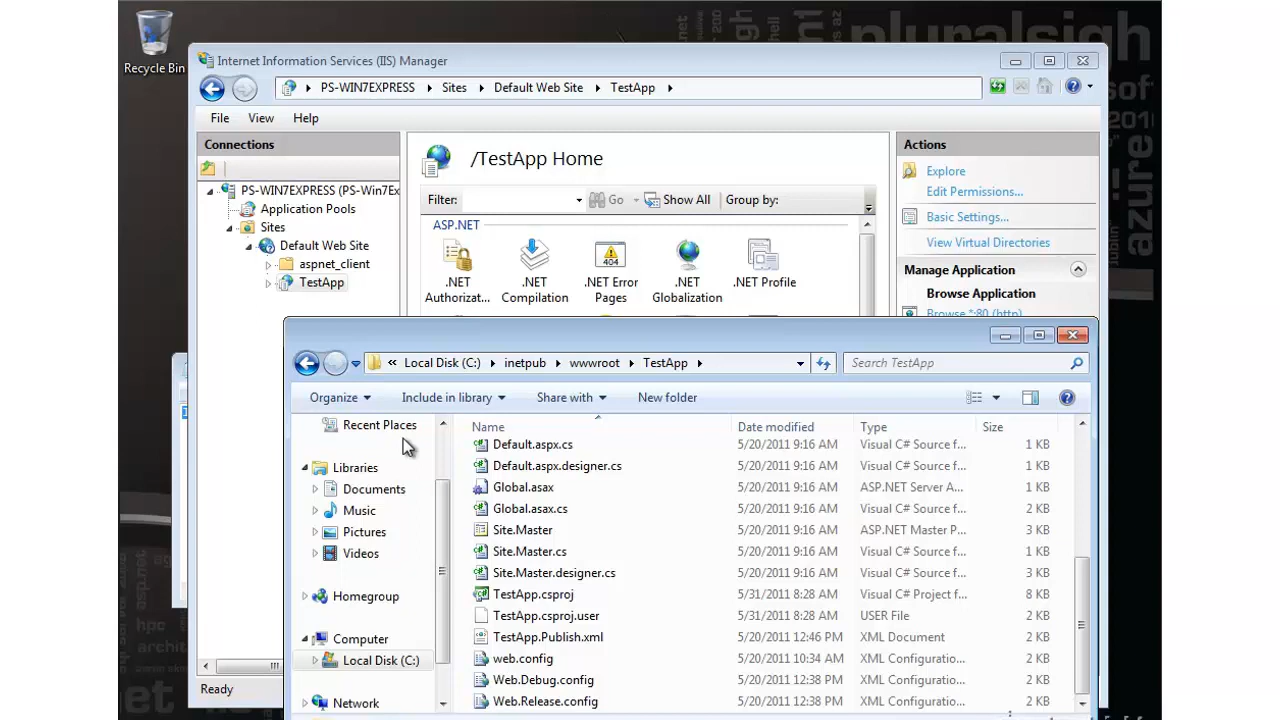 pluralsigh
Recycle Bin
Internet Information Services (IIS) Manager
PS-WIN7EXPRESS Sites Default Web Site TestApp
File View Help
Connections
PS-WIN7EXPRESS (PS-Win7Ex
Application Pools
Sites
Default Web Site
aspnet_client
TestApp
Ready
/TestApp Home
Filter: Go Show All Group by:
ASP.NET
.NET Authorizat...
.NET Compilation
404
.NET Error Pages
.NET Globalization
.NET Profile
Actions
Explore
Edit Permissions...
Basic Settings...
View Virtual Directories
Manage Application
Browse Application
Browse *:80 (http)
« Local Disk (C:) inetpub wwwroot TestApp
Search TestApp
Organize Include in library Share with New folder
Recent Places
Libraries
Documents
Music
Pictures
Videos
Homegroup
Computer
Local Disk (C:)
Network
Name Date modified Type Size
Default.aspx.cs 5/20/2011 9:16 AM Visual C# Source f... 1 KB
Default.aspx.designer.cs 5/20/2011 9:16 AM Visual C# Source f... 1 KB
Global.asax 5/20/2011 9:16 AM ASP.NET Server A... 1 KB
Global.asax.cs 5/20/2011 9:16 AM Visual C# Source f... 2 KB
Site.Master 5/20/2011 9:16 AM ASP.NET Master P... 3 KB
Site.Master.cs 5/20/2011 9:16 AM Visual C# Source f... 1 KB
Site.Master.designer.cs 5/20/2011 9:16 AM Visual C# Source f... 3 KB
TestApp.csproj 5/31/2011 8:28 AM Visual C# Project f... 8 KB
TestApp.csproj.user 5/31/2011 8:28 AM USER File 2 KB
TestApp.Publish.xml 5/20/2011 12:46 PM XML Document 2 KB
web.config 5/20/2011 10:34 AM XML Configuratio... 2 KB
Web.Debug.config 5/20/2011 12:38 PM XML Configuratio... 2 KB
Web.Release.config 5/20/2011 12:38 PM XML Configuratio... 2 KB
azure